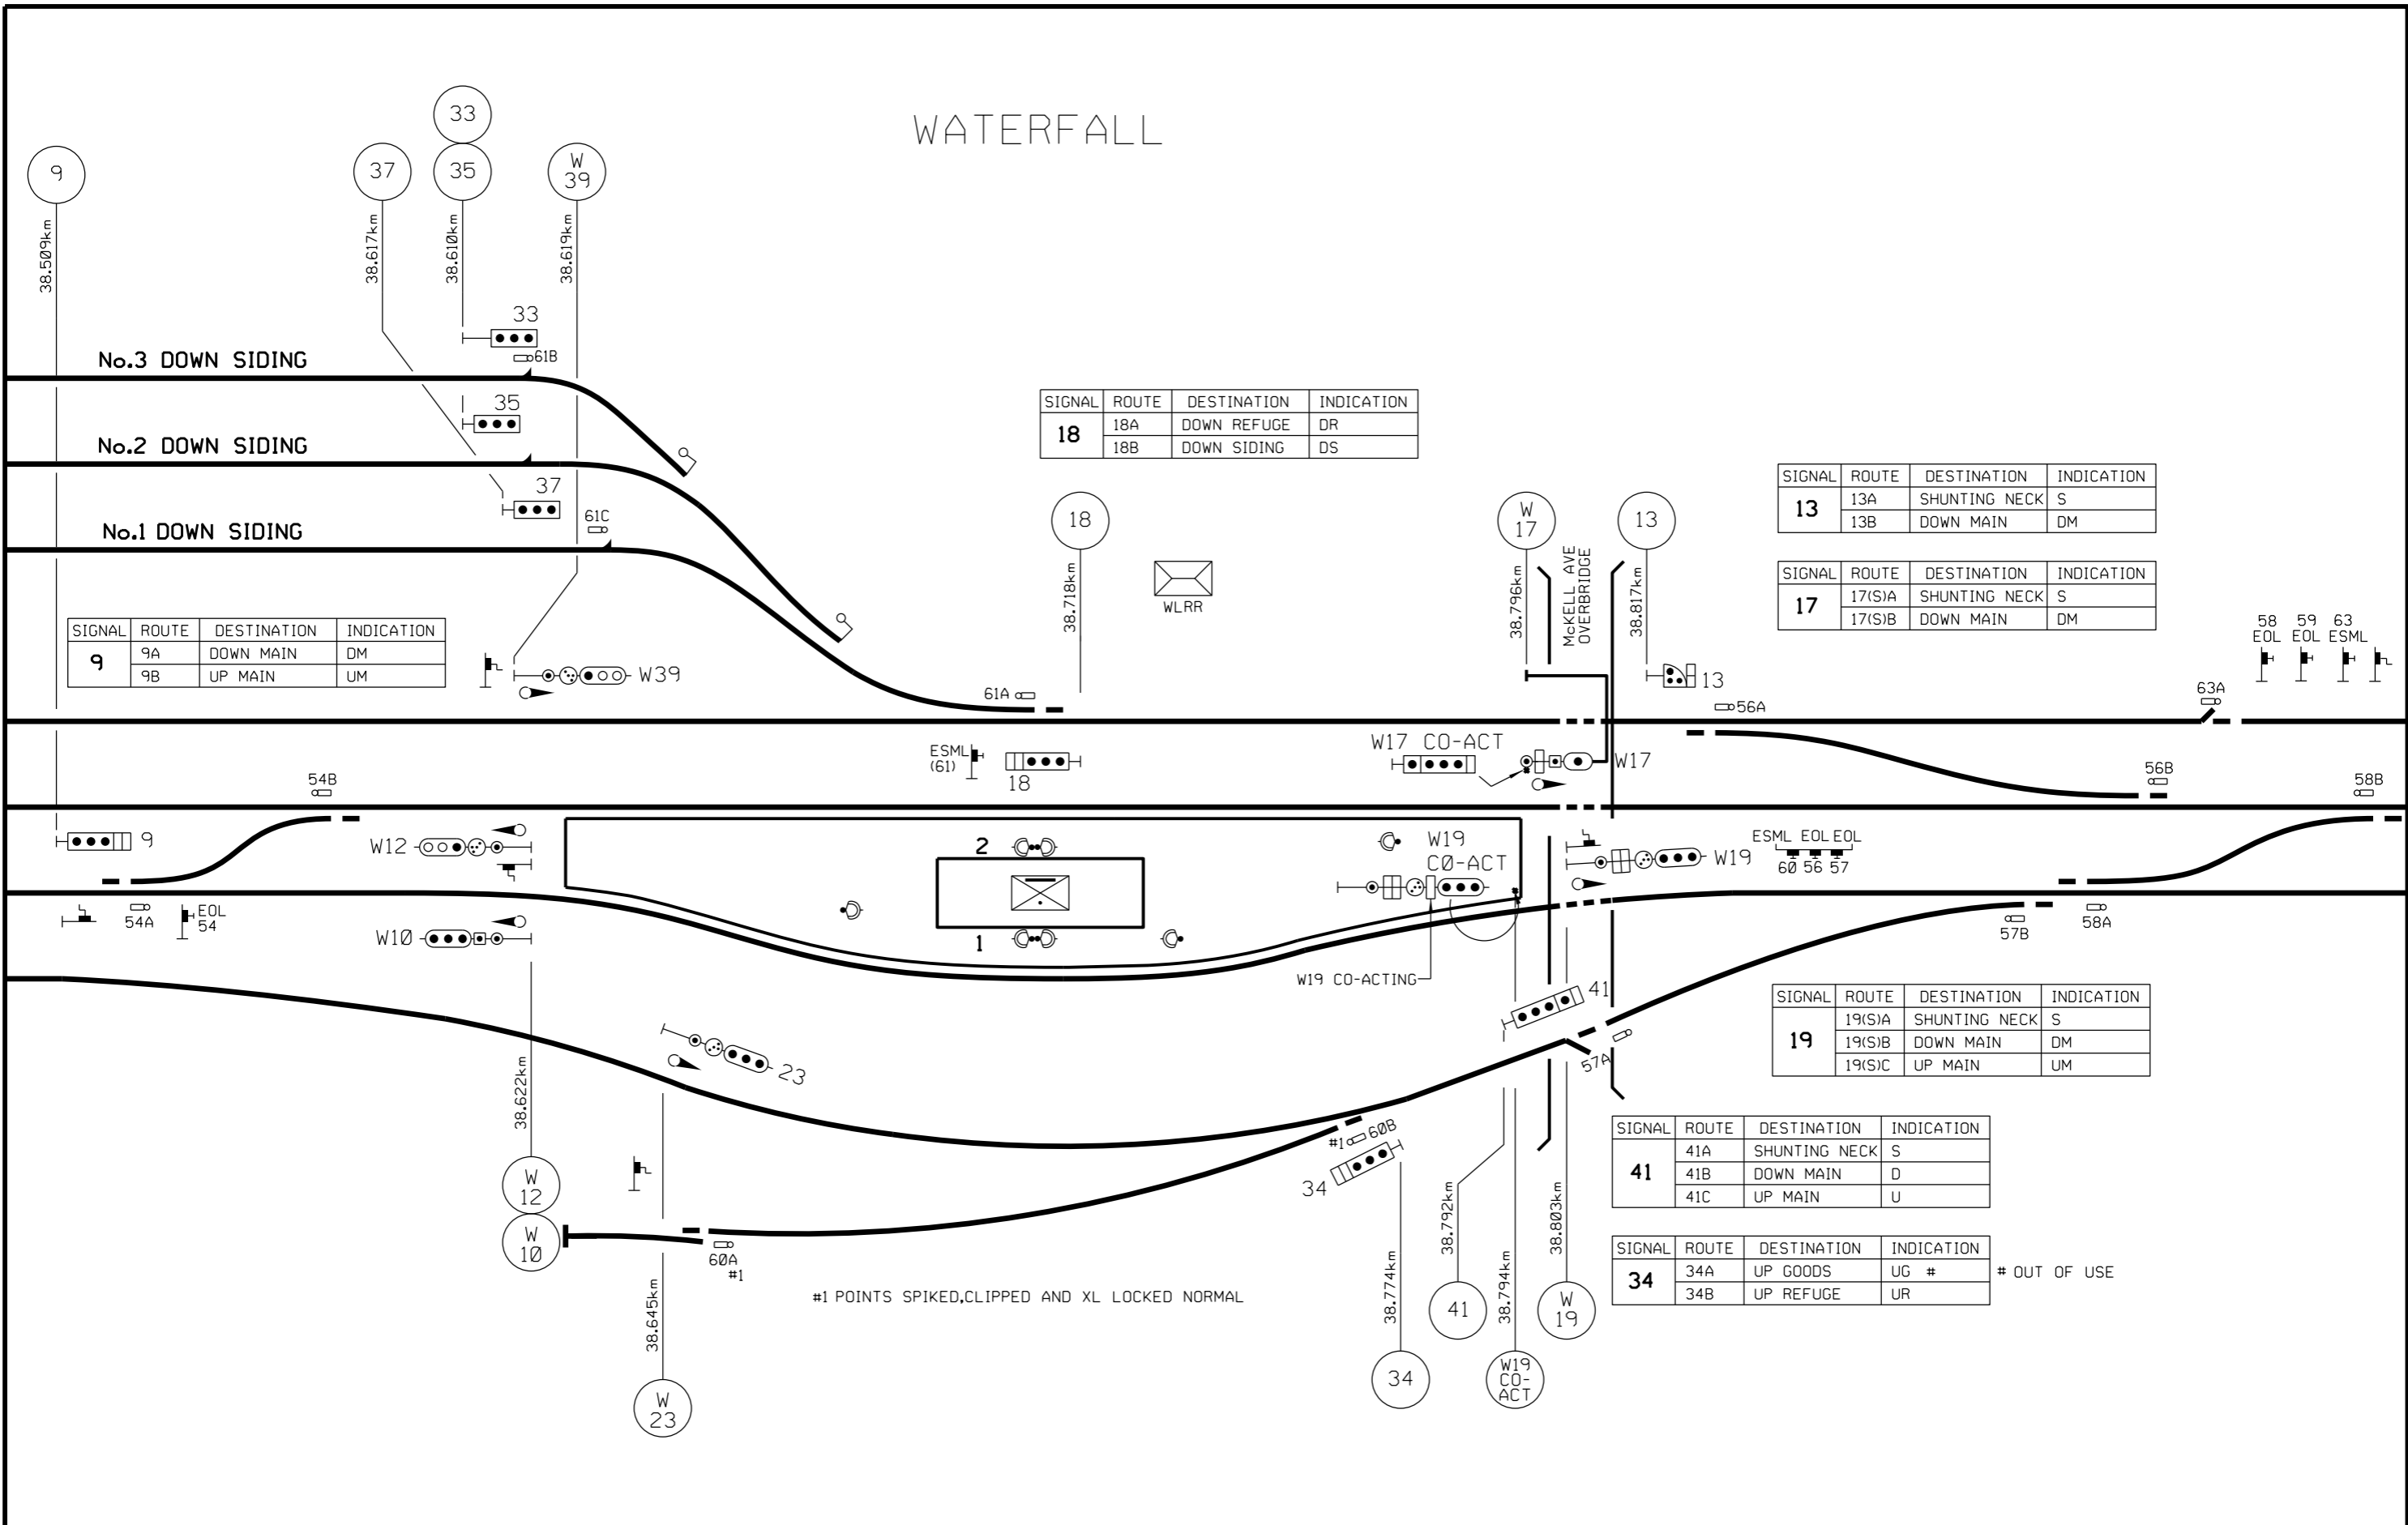 WATERFALL
33
9
37
35
W
39
38.509km
38.617km
38.610km
38.619km
33
61B
No.3 DOWN SIDING
35
No.2 DOWN SIDING
37
61C
No.1 DOWN SIDING
SIGNAL ROUTE DESTINATION INDICATION
18 18A DOWN REFUGE DR
18B DOWN SIDING DS
SIGNAL ROUTE DESTINATION INDICATION
13 13A SHUNTING NECK S
13B DOWN MAIN DM
18
W
17
13
38.718km
WLRR
38.796km
McKELL AVE
OVERBRIDGE
38.817km
SIGNAL ROUTE DESTINATION INDICATION
17 17(S)A SHUNTING NECK S
17(S)B DOWN MAIN DM
SIGNAL ROUTE DESTINATION INDICATION
9 9A DOWN MAIN DM
9B UP MAIN UM
W39
61A
13
58 59 63
EOL EOL ESML
63A
56A
ESML
(61)
18
W17 CO-ACT
W17
54B
56B
58B
9
W12
2
W19
CØ-ACT
W19
ESML EOL EOL
60 56 57
54A
EOL
54
W10
1
W19 CO-ACTING
57B
58A
41
57A
SIGNAL ROUTE DESTINATION INDICATION
19 19(S)A SHUNTING NECK S
19(S)B DOWN MAIN DM
19(S)C UP MAIN UM
23
38.622km
#1 60B
34
SIGNAL ROUTE DESTINATION INDICATION
41 41A SHUNTING NECK S
41B DOWN MAIN D
41C UP MAIN U
W
12
W
10
60A
#1
38.645km
#1 POINTS SPIKED,CLIPPED AND XL LOCKED NORMAL
38.774km
38.792km
38.794km
38.803km
SIGNAL ROUTE DESTINATION INDICATION
34 34A UP GOODS UG # # OUT OF USE
34B UP REFUGE UR
41
W
19
34
W19
CO-
ACT
W
23